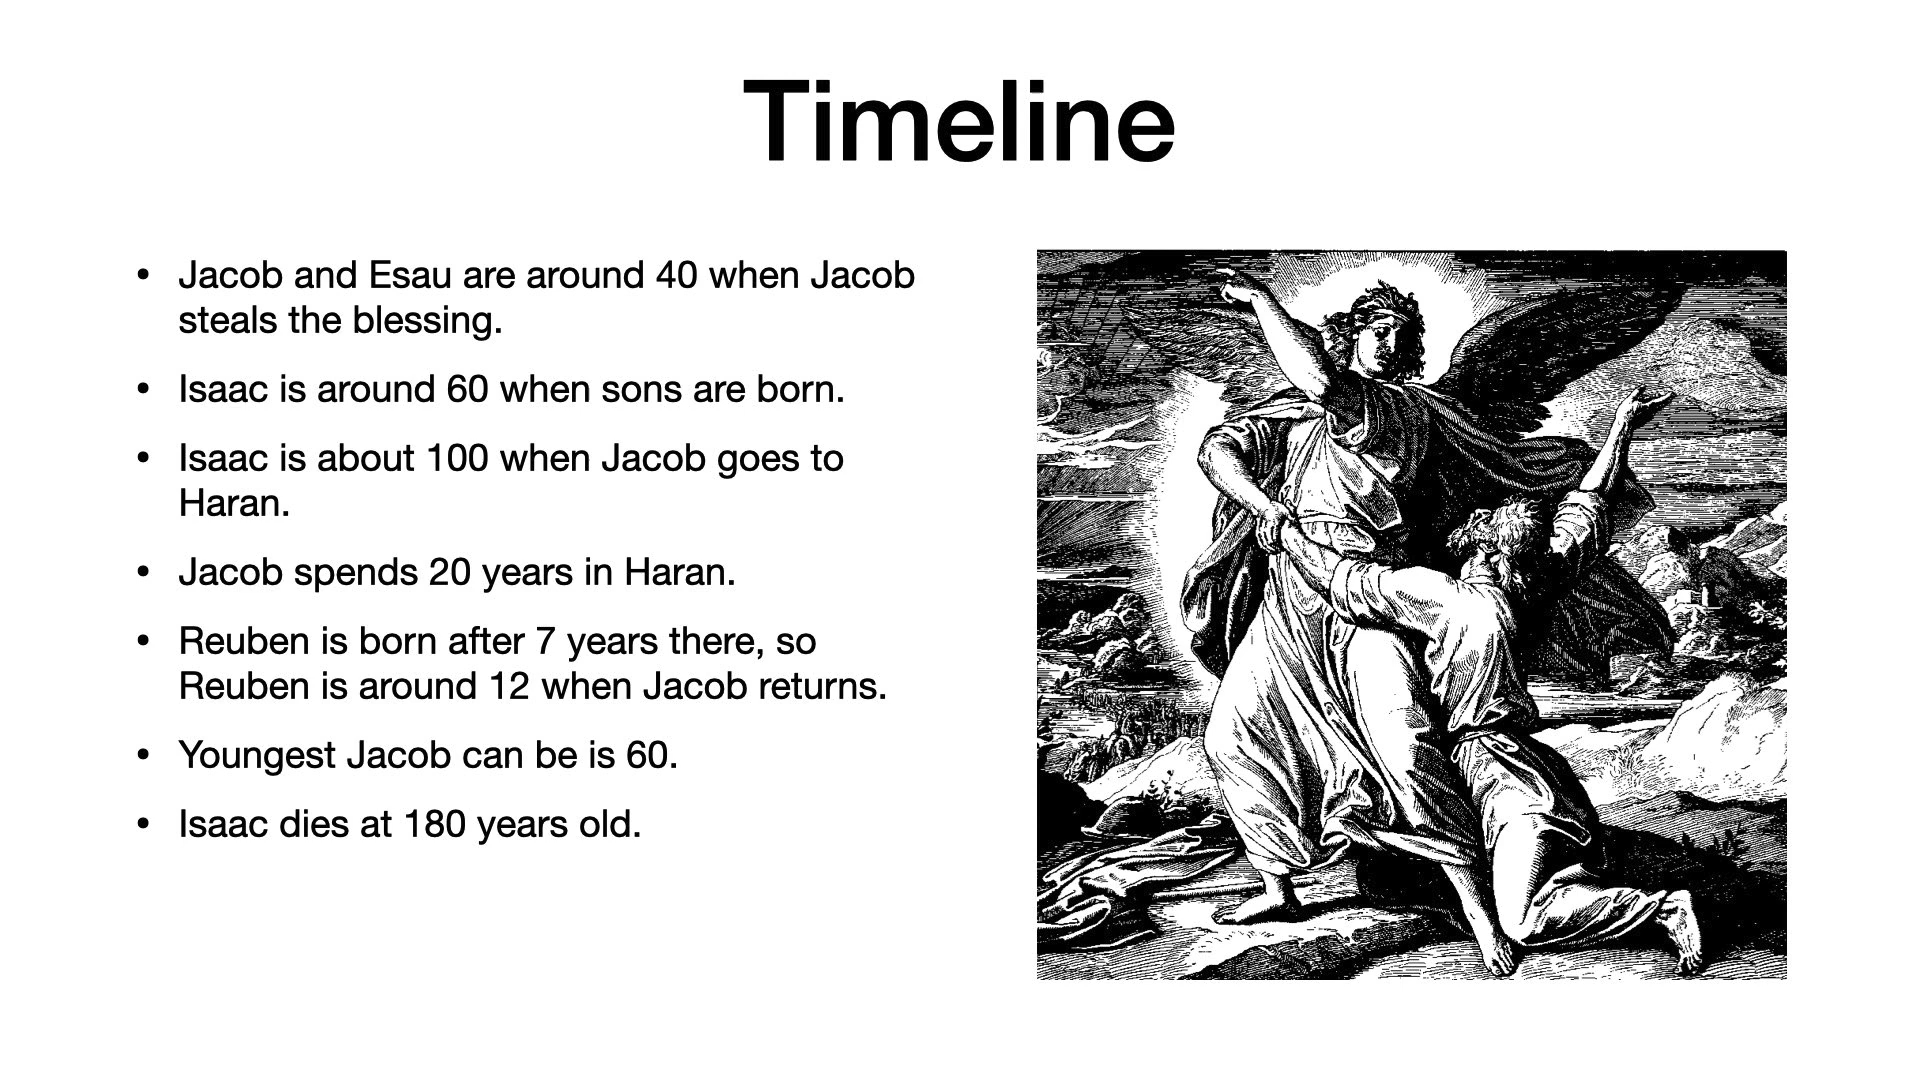 Timeline
• Jacob and Esau are around 40 when Jacob
steals the blessing.
• Isaac is around 60 when sons are born.
• Isaac is about 100 when Jacob goes to
Haran.
• Jacob spends 20 years in Haran.
• Reuben is born after 7 years there, so
Reuben is around 12 when Jacob returns.
• Youngest Jacob can be is 60.
• Isaac dies at 180 years old.